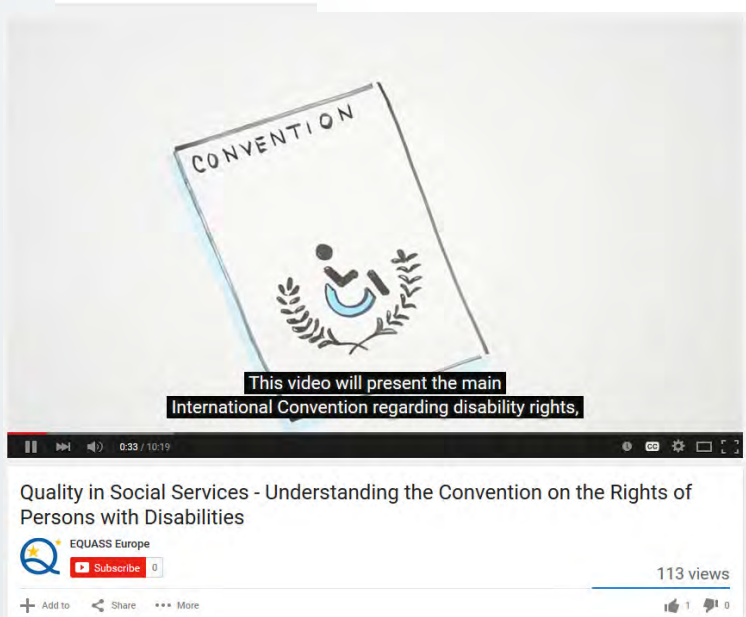 CONVENTION
This video will present the main
International Convention regarding disability rights,
0:33 / 10:19
CC
Quality in Social Services - Understanding the Convention on the Rights of
Persons with Disabilities
EQUASS Europe
Subscribe 0
113 views
Add to Share More 1 0